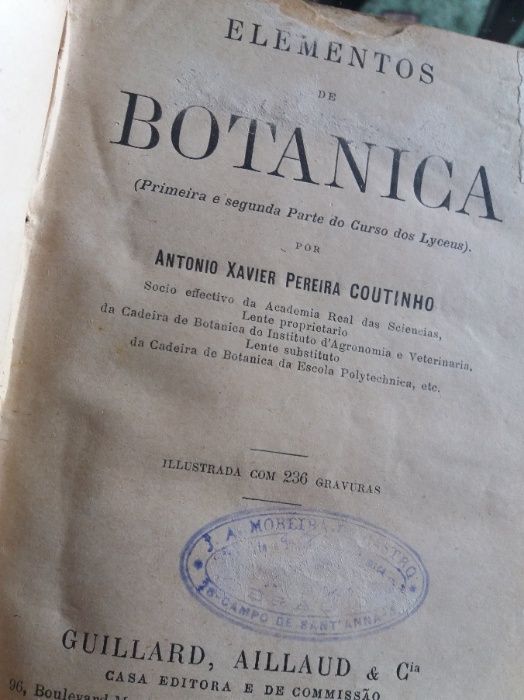 ELEMENTOS
DE
BOTANICA
(Primeira e segunda Parte do Curso dos Lyceus).
POR
ANTONIO XAVIER PEREIRA COUTINHO
Socio effectivo da Academia Real das Sciencias,
Lente proprietario
da Cadeira de Botanica do Instituto d'Agronomia e Veterinaria,
Lente substituto
da Cadeira de Botanica da Escola Polytechnica, etc.
ILLUSTRADA COM 236 GRAVURAS
J. A. MOREIRA
CAMPO DE SANT'ANNA
GUILLARD, AILLAUD & Cia
CASA EDITORA E DE COMMISSÃO
96, Boulevard